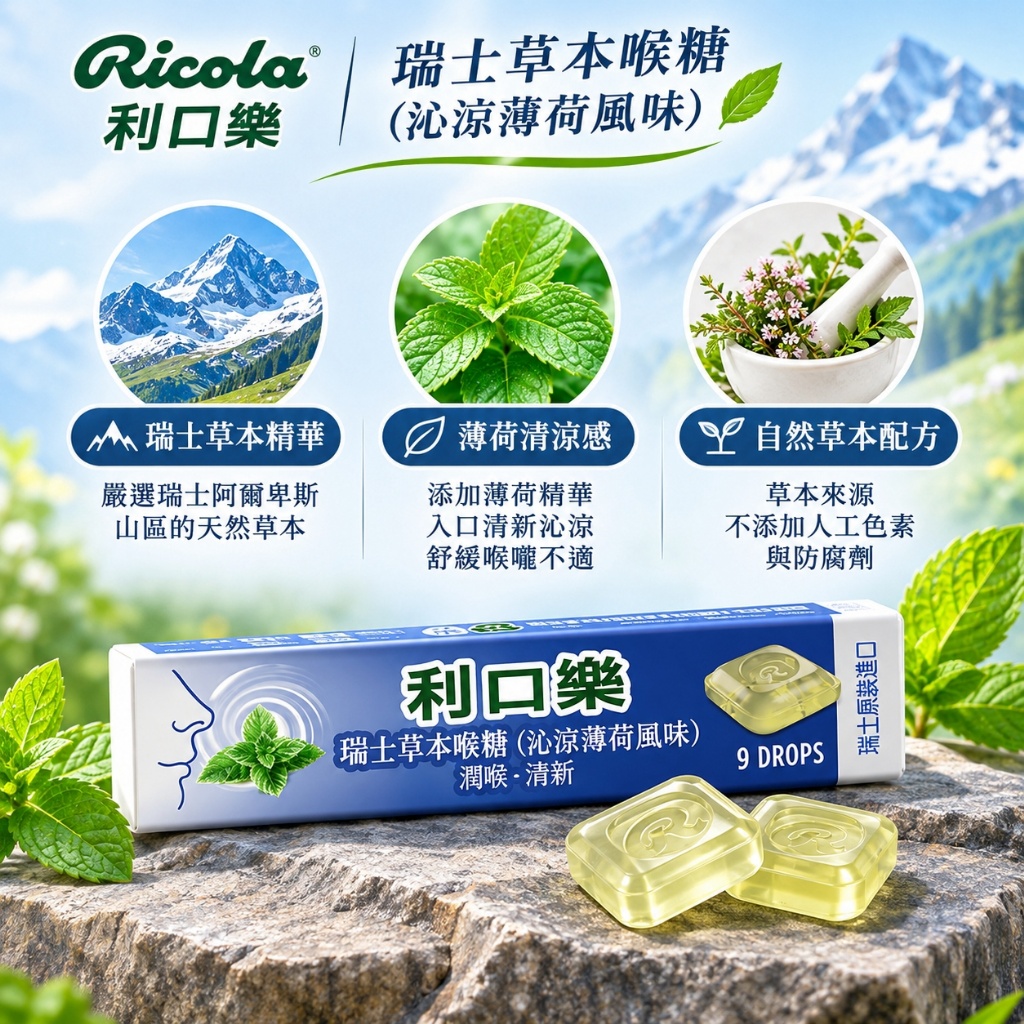 Ricola®
利口樂
瑞士草本喉糖
(沁涼薄荷風味)
瑞士草本精華
嚴選瑞士阿爾卑斯
山區的天然草本
薄荷清涼感
添加薄荷精華
入口清新沁涼
舒緩喉嚨不適
自然草本配方
草本來源
不添加人工色素
與防腐劑
利口樂
瑞士草本喉糖 (沁涼薄荷風味)
潤喉·清新
9 DROPS
瑞士原裝進口